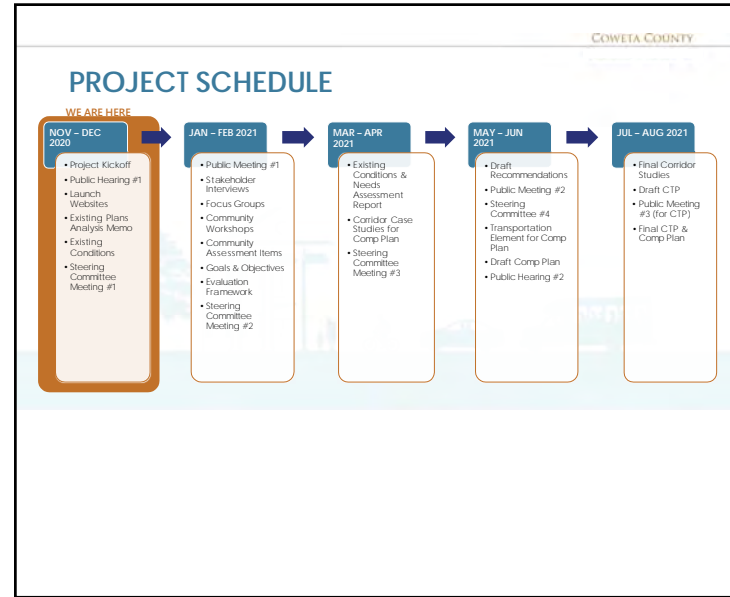 COWETA COUNTY
PROJECT SCHEDULE
WE ARE HERE
NOV – DEC
2020
• Project Kickoff
• Public Hearing #1
• Launch
Websites
• Existing Plans
Analysis Memo
• Existing
Conditions
• Steering
Committee
Meeting #1
JAN – FEB 2021
• Public Meeting #1
• Stakeholder
Interviews
• Focus Groups
• Community
Workshops
• Community
Assessment Items
• Goals & Objectives
• Evaluation
Framework
• Steering
Committee
Meeting #2
MAR – APR
2021
• Existing
Conditions &
Needs
Assessment
Report
• Corridor Case
Studies for
Comp Plan
• Steering
Committee
Meeting #3
MAY – JUN
2021
• Draft
Recommendations
• Public Meeting #2
• Steering
Committee #4
• Transportation
Element for Comp
Plan
• Draft Comp Plan
• Public Hearing #2
JUL – AUG 2021
• Final Corridor
Studies
• Draft CTP
• Public Meeting
#3 (for CTP)
• Final CTP &
Comp Plan